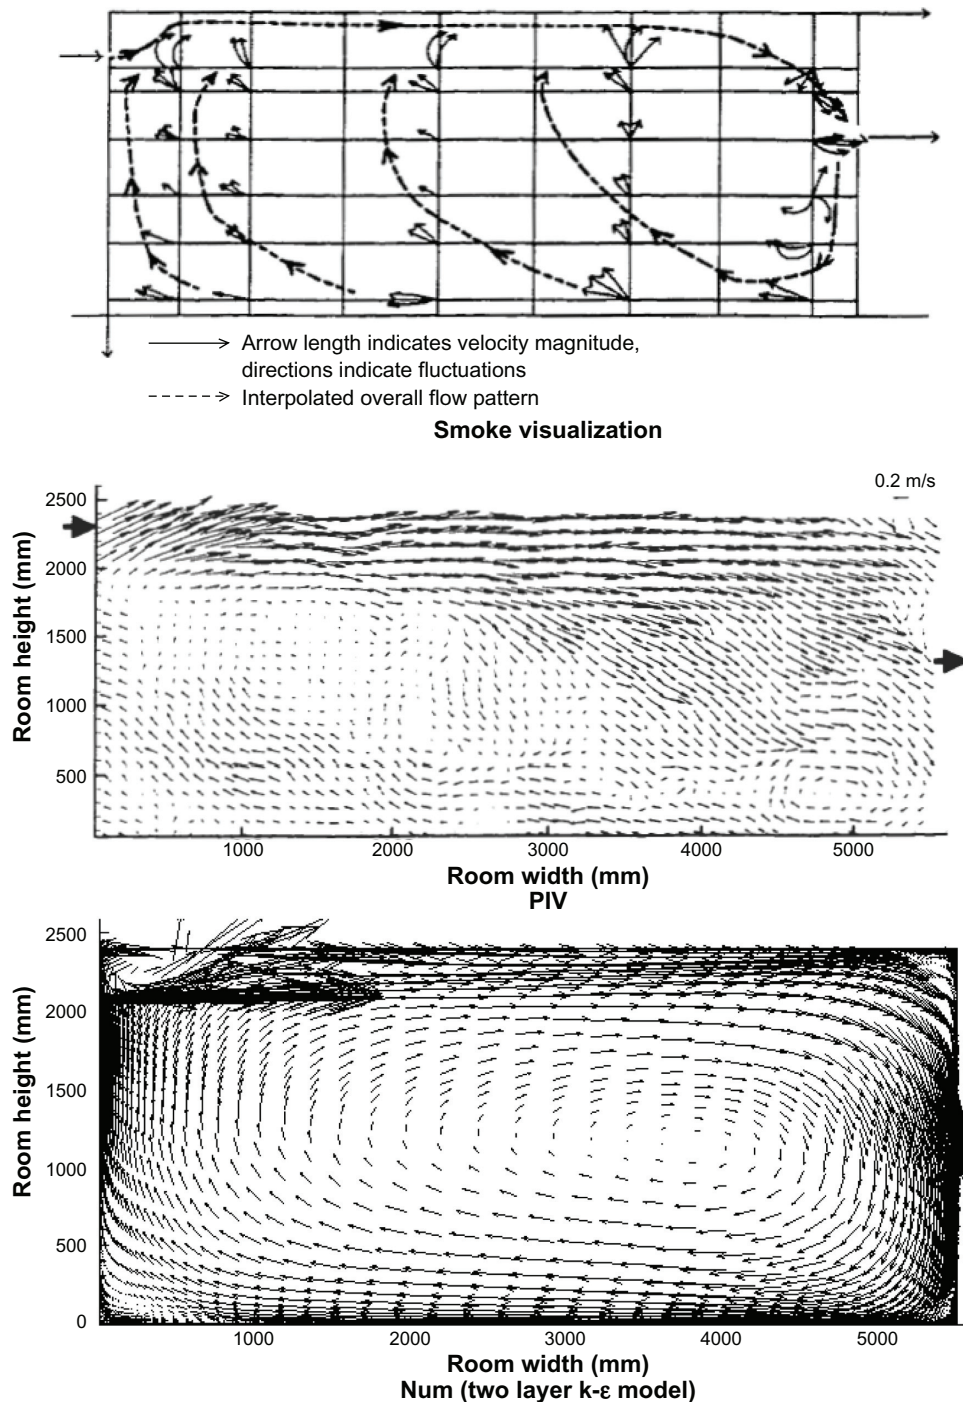 Arrow length indicates velocity magnitude,
directions indicate fluctuations
Interpolated overall flow pattern
Smoke visualization
0.2 m/s
2500
2000
1500
1000
500
Room height (mm)
1000 2000 3000 4000 5000
Room width (mm)
PIV
2500
2000
1500
1000
500
0
Room height (mm)
1000 2000 3000 4000 5000
Room width (mm)
Num (two layer k-ε model)